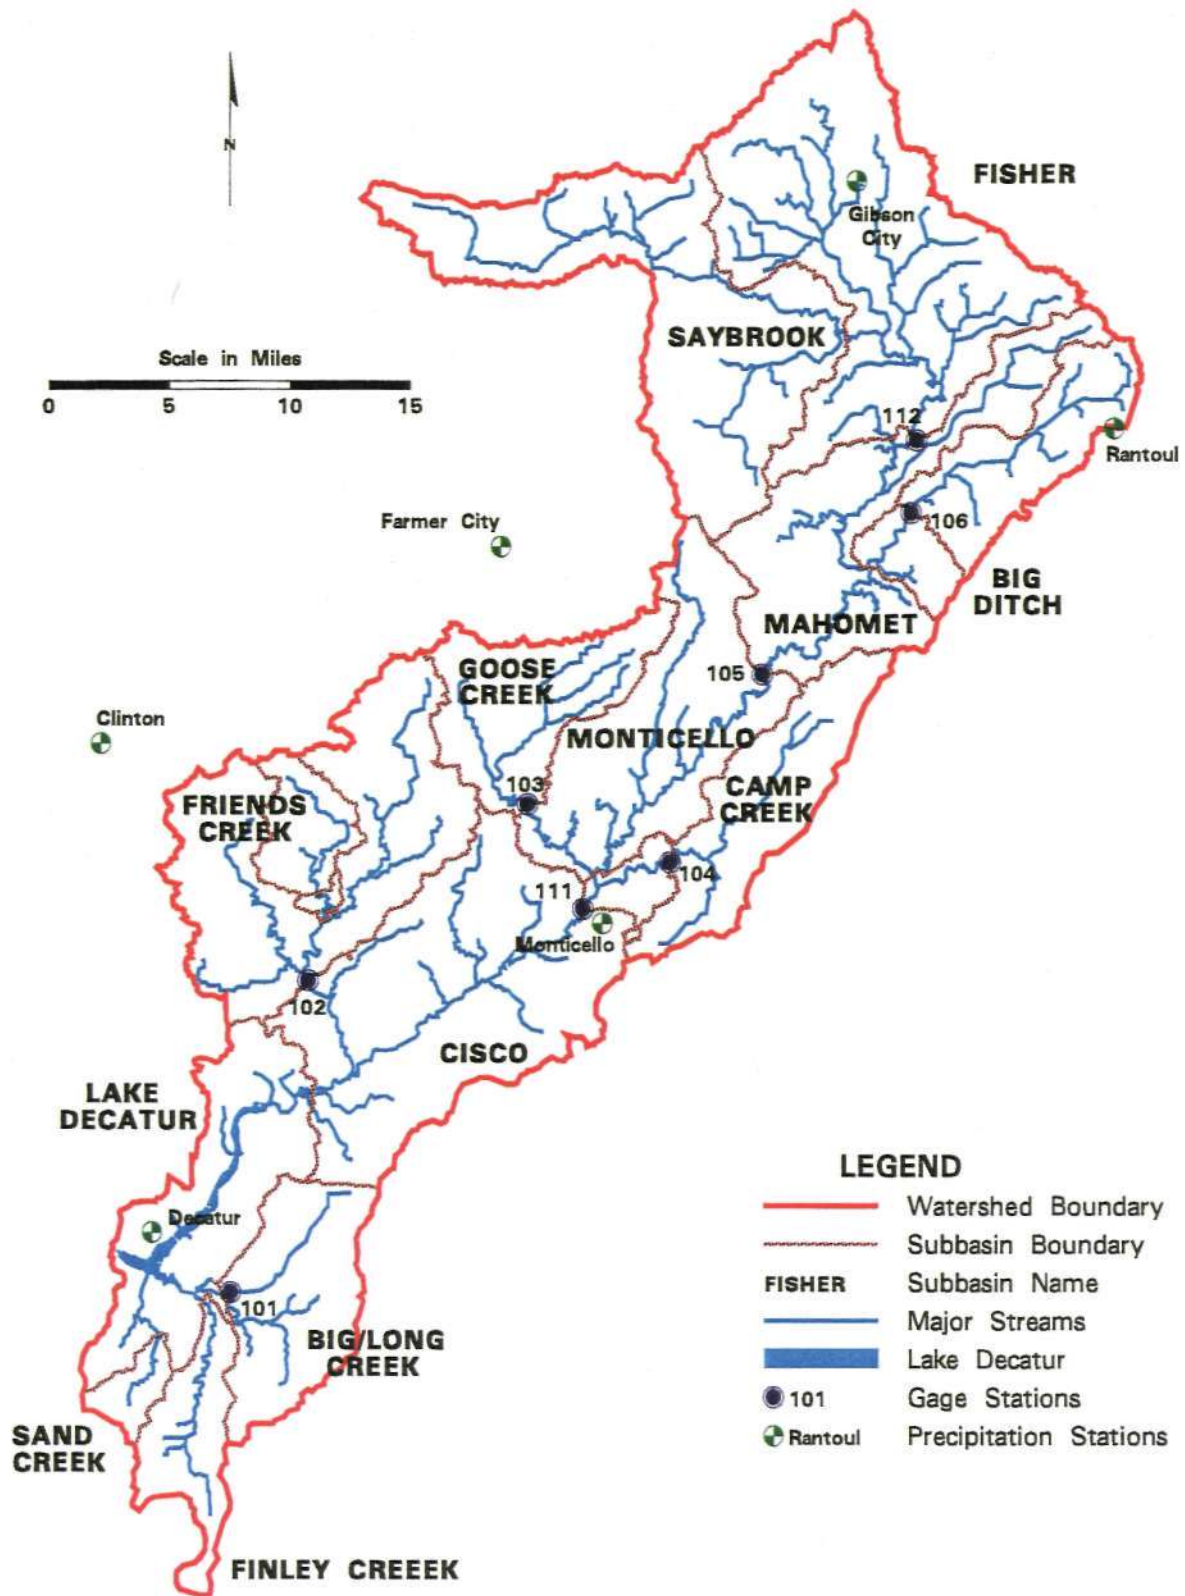 N
FISHER
Gibson
City
SAYBROOK
Scale in Miles
0 5 10 15
112
Rantoul
Farmer City
106
BIG
DITCH
MAHOMET
GOOSE
CREEK
105
Clinton
MONTICELLO
103
CAMP
CREEK
FRIENDS
CREEK
104
111
Monticello
102
CISCO
LAKE
DECATUR
Decatur
101
BIG/LONG
CREEK
SAND
CREEK
FINLEY CREEEK
LEGEND
Watershed Boundary
Subbasin Boundary
FISHER Subbasin Name
Major Streams
Lake Decatur
101 Gage Stations
Rantoul Precipitation Stations